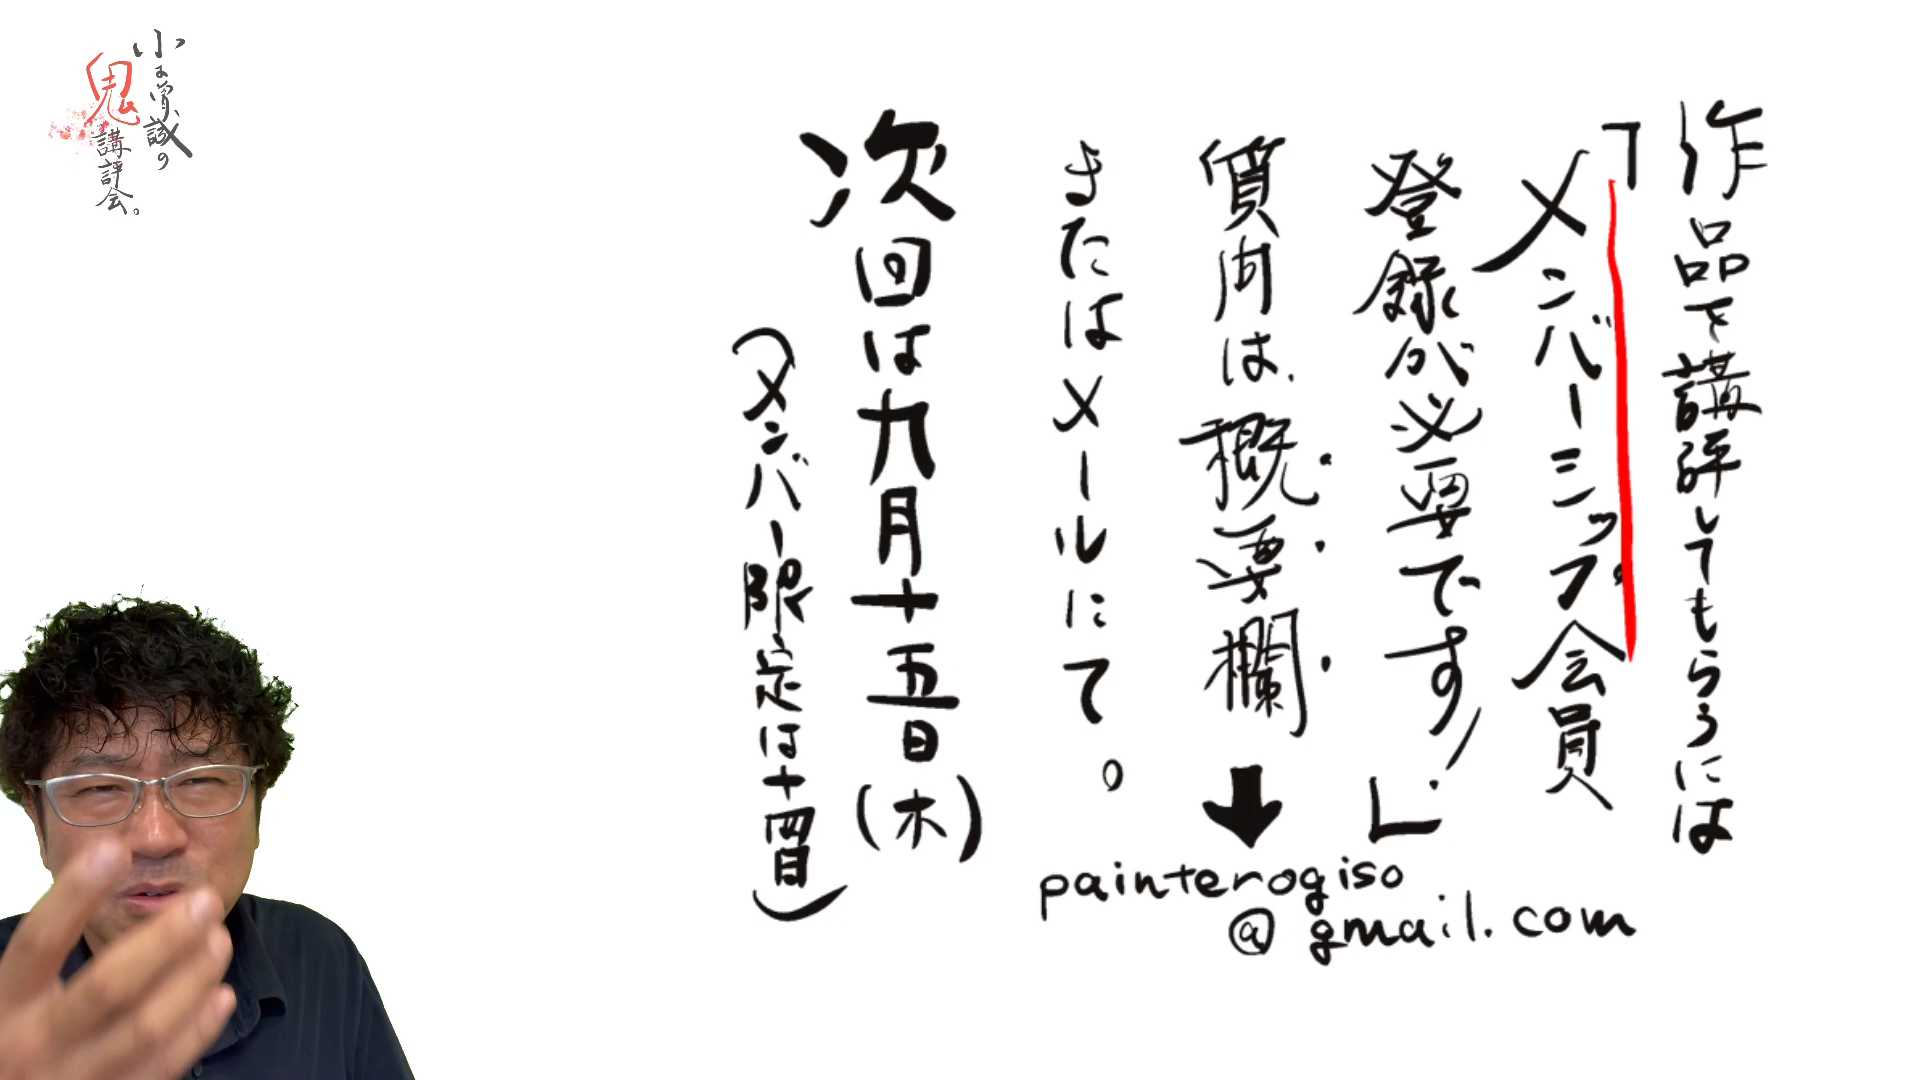 作品を講評してもらうには
「メンバーシップ会員
登録が必要です!」
質問は概要欄
またはメールにて。
painterogiso
@gmail.com
次回は九月十五日(木)
(メンバー限定は十四日)
小木曽誠の
鬼講評会。